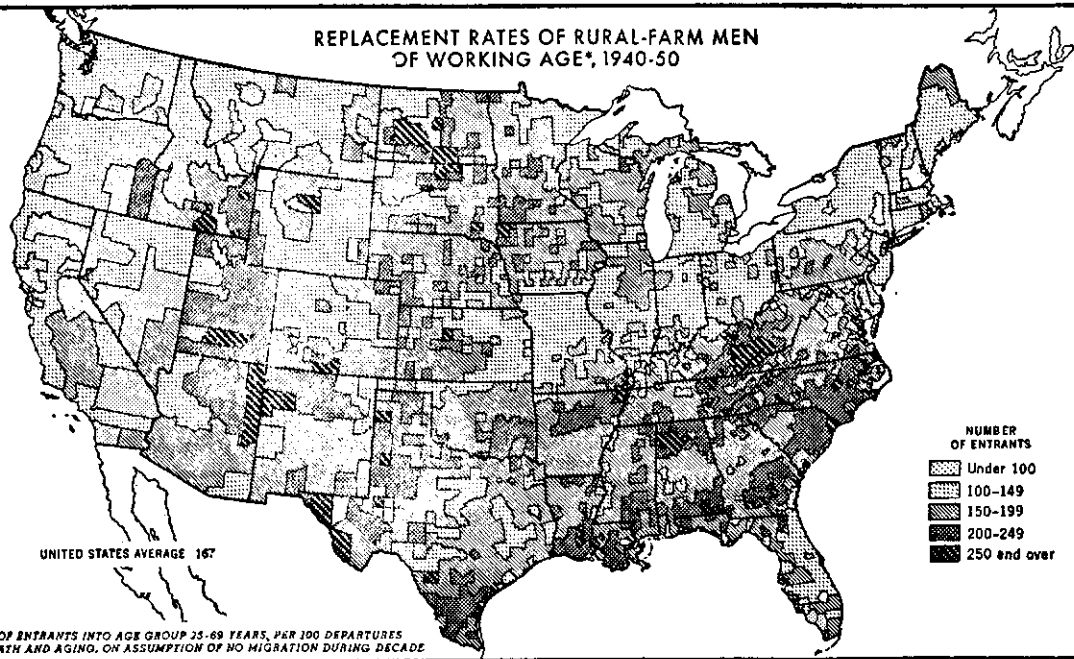 REPLACEMENT RATES OF RURAL-FARM MEN
OF WORKING AGE*, 1940-50
NUMBER
OF ENTRANTS
Under 100
100-149
150-199
200-249
250 and over
UNITED STATES AVERAGE 167
OF ENTRANTS INTO AGE GROUP 25-69 YEARS, PER 100 DEPARTURES
ATH AND AGING, ON ASSUMPTION OF NO MIGRATION DURING DECADE